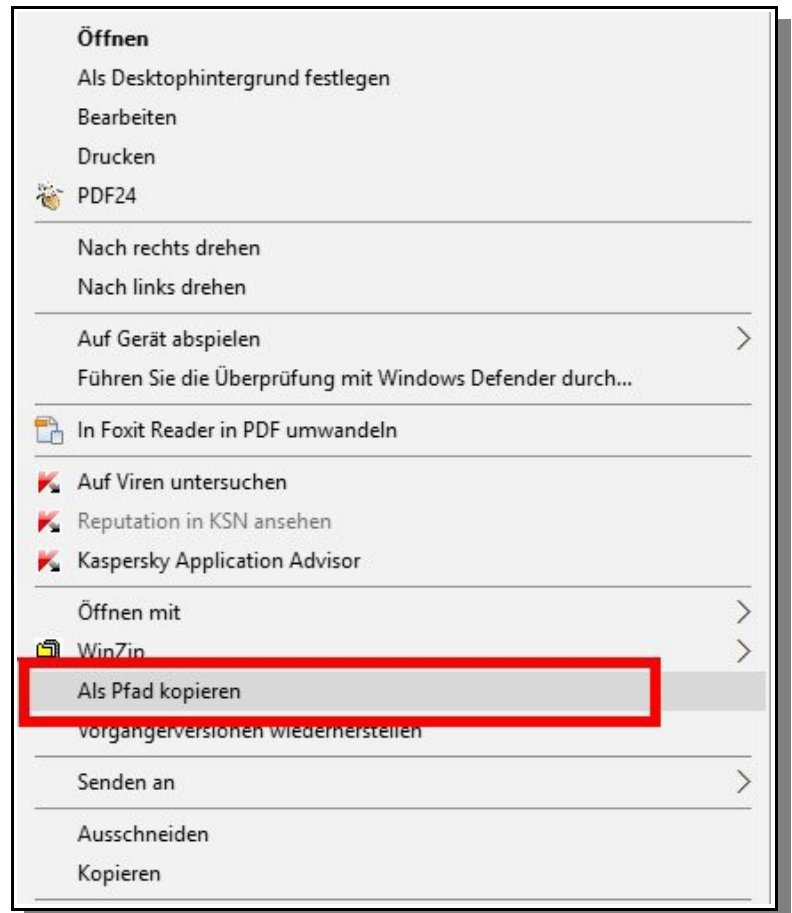 Öffnen
Als Desktophintergrund festlegen
Bearbeiten
Drucken
PDF24
Nach rechts drehen
Nach links drehen
Auf Gerät abspielen
Führen Sie die Überprüfung mit Windows Defender durch...
In Foxit Reader in PDF umwandeln
Auf Viren untersuchen
Reputation in KSN ansehen
Kaspersky Application Advisor
Öffnen mit
WinZip
Als Pfad kopieren
Vorgängerversionen wiederherstellen
Senden an
Ausschneiden
Kopieren